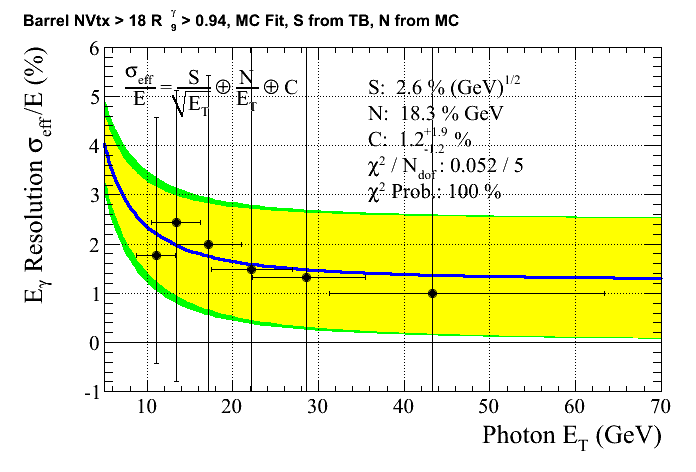 Barrel NVtx > 18 R γ 9 > 0.94, MC Fit, S from TB, N from MC
σeff/E = S/√ET ⊕ N/ET ⊕ C
S: 2.6 % (GeV)^1/2
N: 18.3 % GeV
C: 1.2 +1.9 -1.2 %
χ² / Ndof: 0.052 / 5
χ² Prob.: 100 %
Eγ Resolution σeff/E (%)
6
5
4
3
2
1
0
-1
10 20 30 40 50 60 70
Photon ET (GeV)